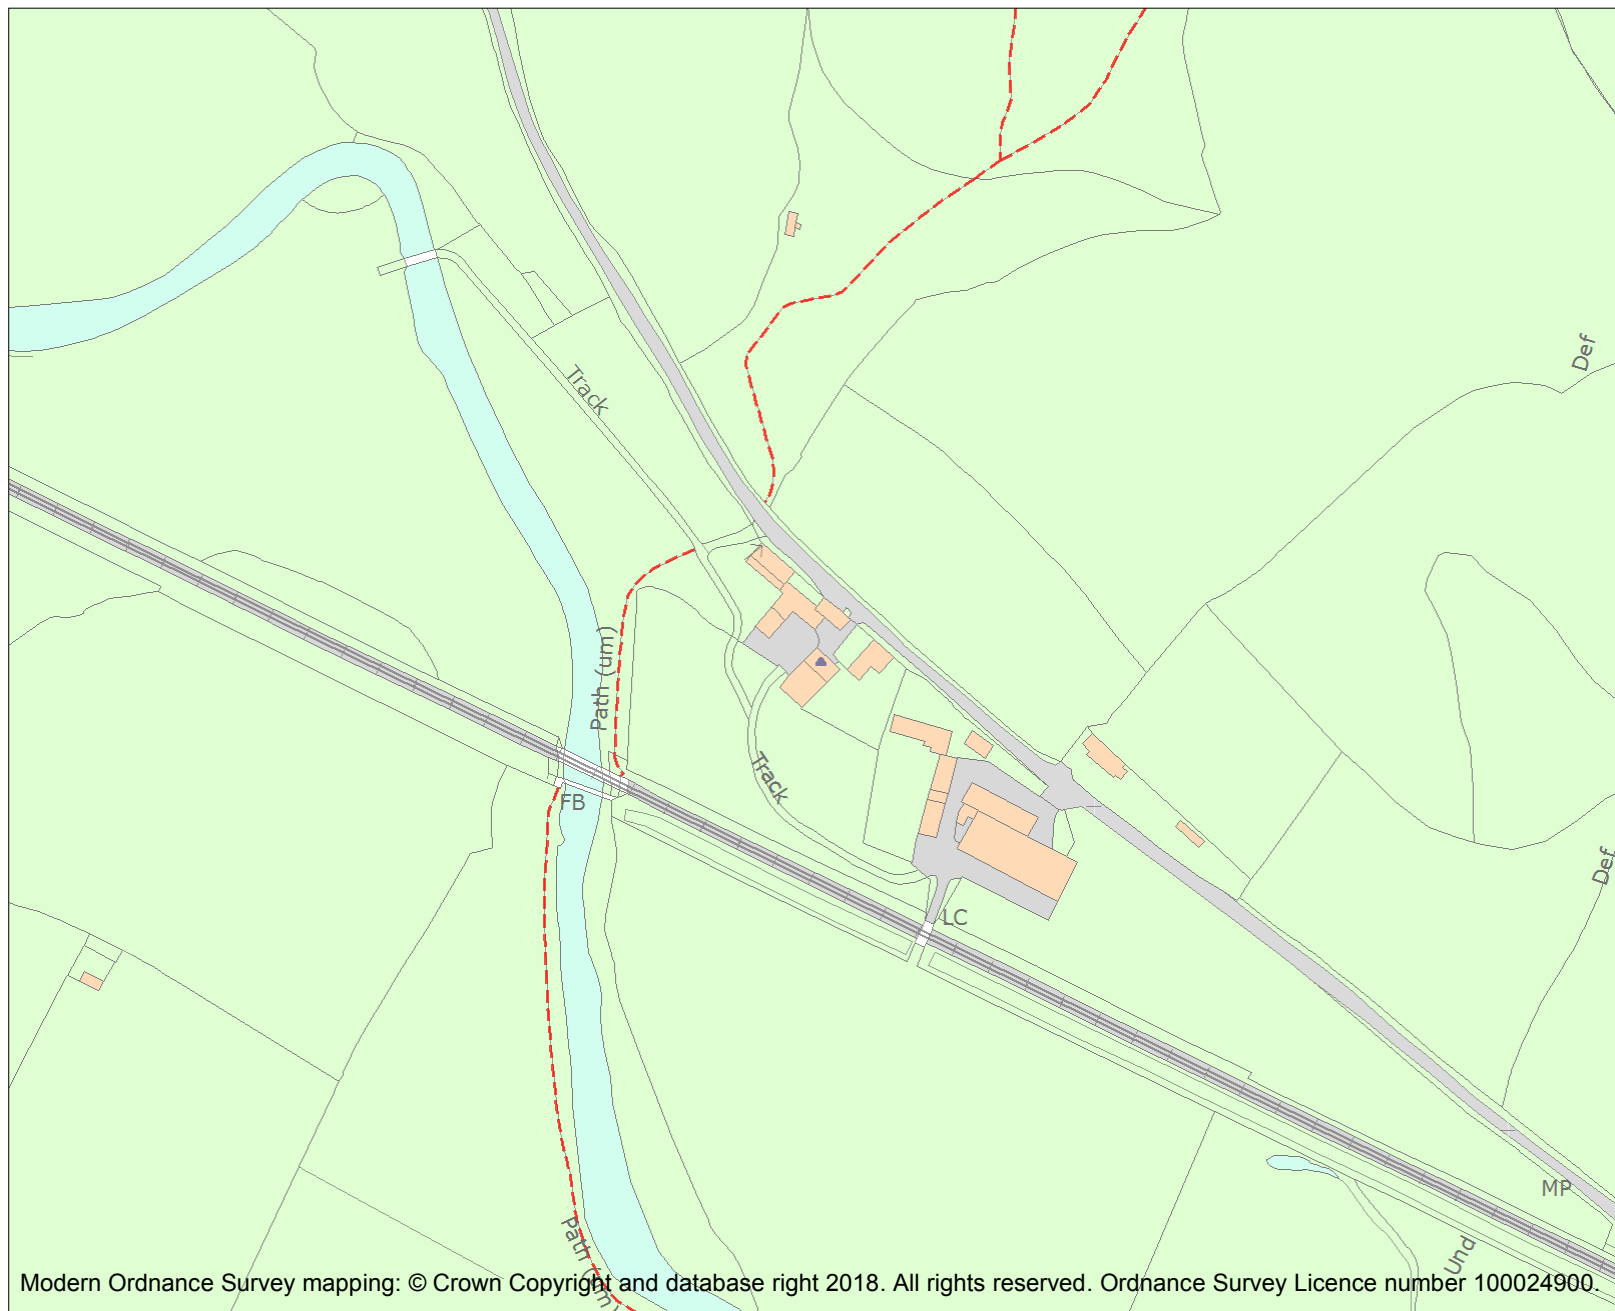 Def
Track
Path (um)
Track
FB
Def
LC
MP
Path (um)
Und
Modern Ordnance Survey mapping: © Crown Copyright and database right 2018. All rights reserved. Ordnance Survey Licence number 100024900.